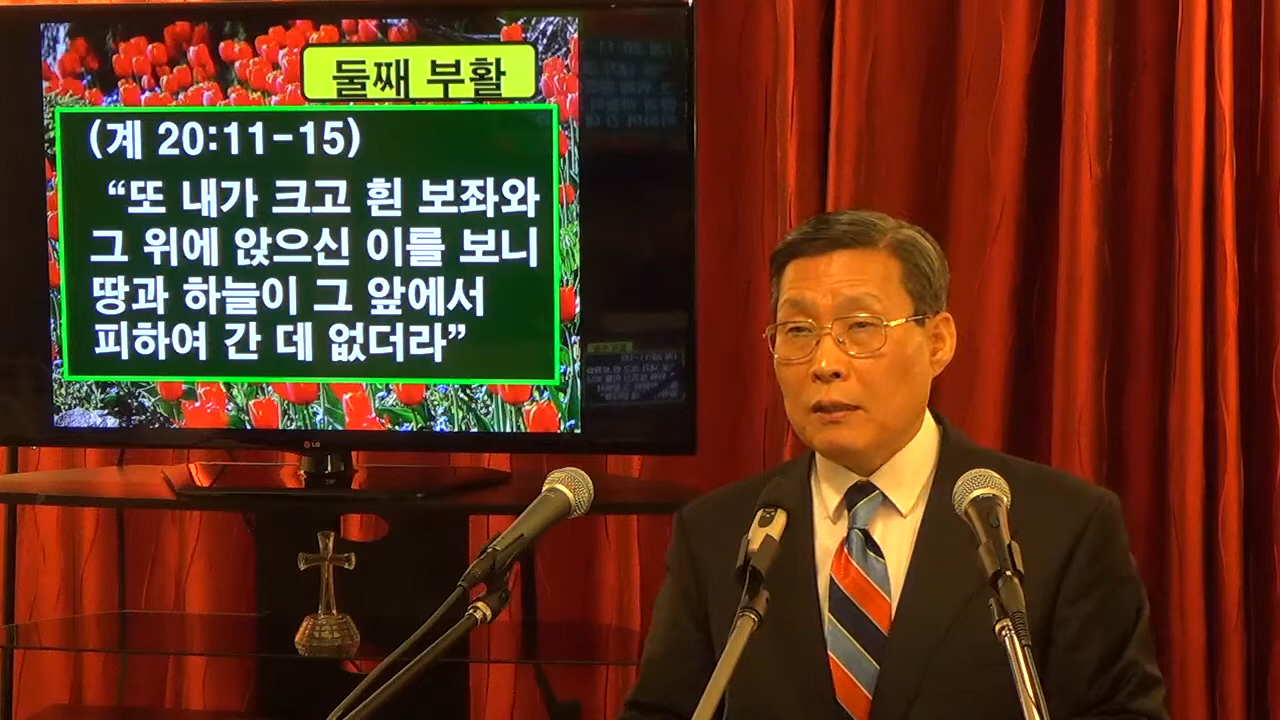 둘째 부활
(계 20:11-15)
“또 내가 크고 흰 보좌와
그 위에 앉으신 이를 보니
땅과 하늘이 그 앞에서
피하여 간 데 없더라”
LG